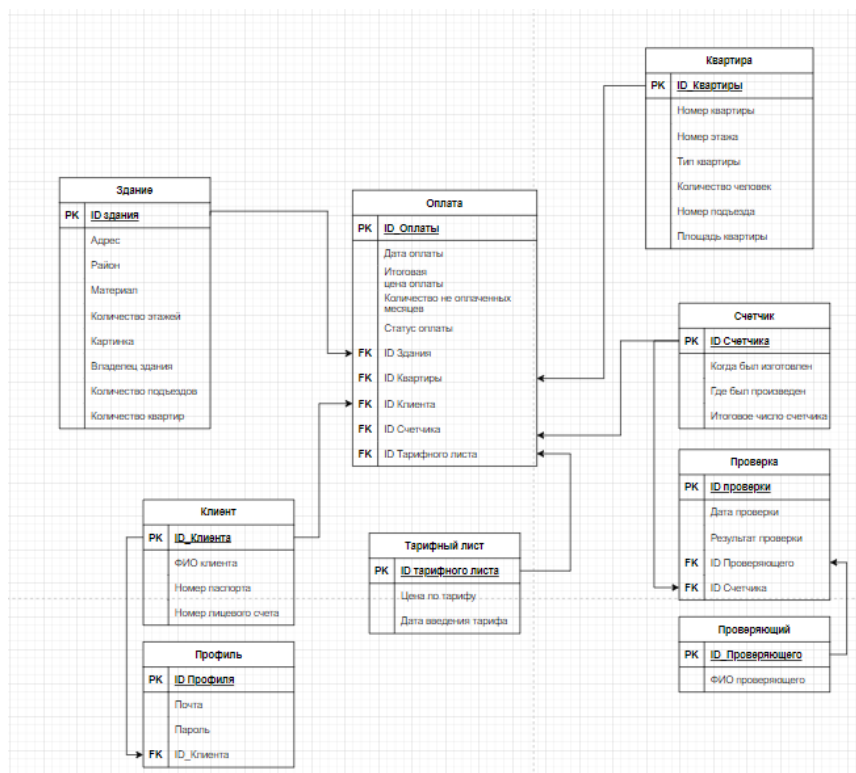 Квартира
PK ID_Квартиры
Номер квартиры
Номер этажа
Тип квартиры
Количество человек
Номер подъезда
Площадь квартиры
Здание
PK ID здания
Адрес
Район
Материал
Количество этажей
Картинка
Владелец здания
Количество подъездов
Количество квартир
Оплата
PK ID_Оплаты
Дата оплаты
Итоговая
цена оплаты
Количество не оплаченных
месяцев
Статус оплаты
FK ID Здания
FK ID Квартиры
FK ID Клиента
FK ID Счетчика
FK ID Тарифного листа
Счетчик
PK ID Счетчика
Когда был изготовлен
Где был произведен
Итоговое число счетчика
Проверка
PK ID проверки
Дата проверки
Результат проверки
FK ID Проверяющего
FK ID Счетчика
Клиент
PK ID_Клиента
ФИО клиента
Номер паспорта
Номер лицевого счета
Тарифный лист
PK ID тарифного листа
Цена по тарифу
Дата введения тарифа
Проверяющий
PK ID_Проверяющего
ФИО проверяющего
Профиль
PK ID Профиля
Почта
Пароль
FK ID_Клиента